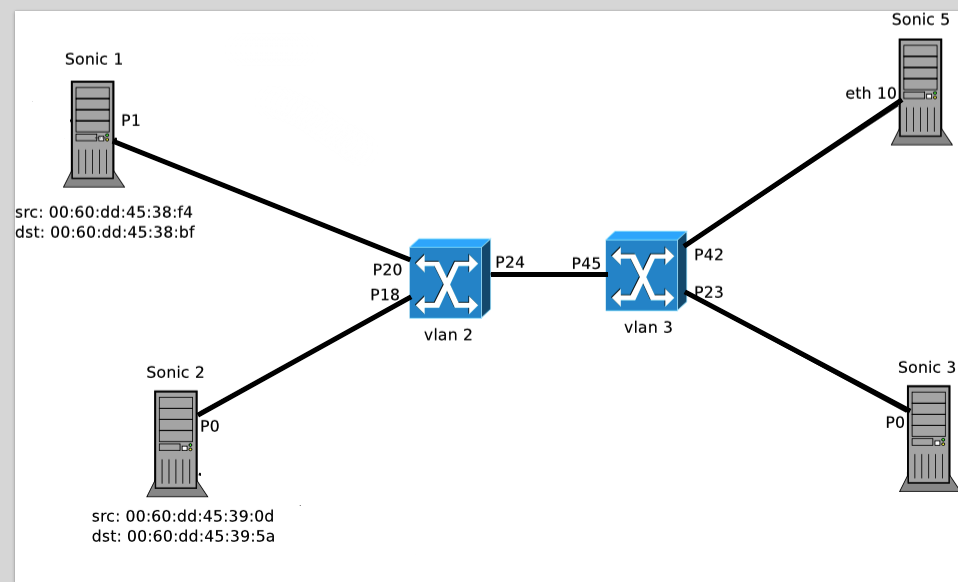 Sonic 5
Sonic 1
eth 10
P1
src: 00:60:dd:45:38:f4
dst: 00:60:dd:45:38:bf
P42
P24
P45
P20
P18
P23
vlan 2
vlan 3
Sonic 2
Sonic 3
P0
P0
src: 00:60:dd:45:39:0d
dst: 00:60:dd:45:39:5a